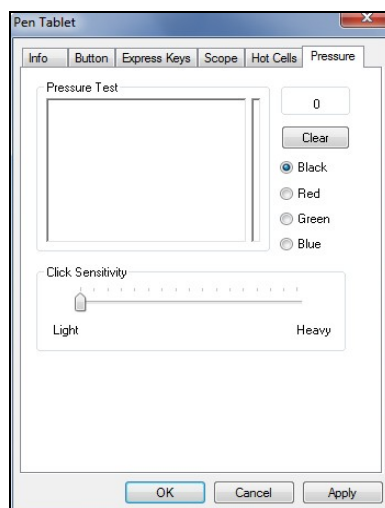 Pen Tablet
Info Button Express Keys Scope Hot Cells Pressure
Pressure Test
0
Clear
Black
Red
Green
Blue
Click Sensitivity
Light Heavy
OK Cancel Apply